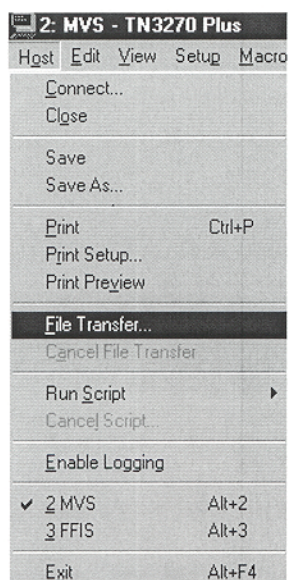 2: MVS - TN3270 Plus
Host Edit View Setup Macro
Connect...
Close
Save
Save As...
Print Ctrl+P
Print Setup...
Print Preview
File Transfer...
Cancel File Transfer
Run Script
Cancel Script...
Enable Logging
✓ 2 MVS Alt+2
3 FFIS Alt+3
Exit Alt+F4